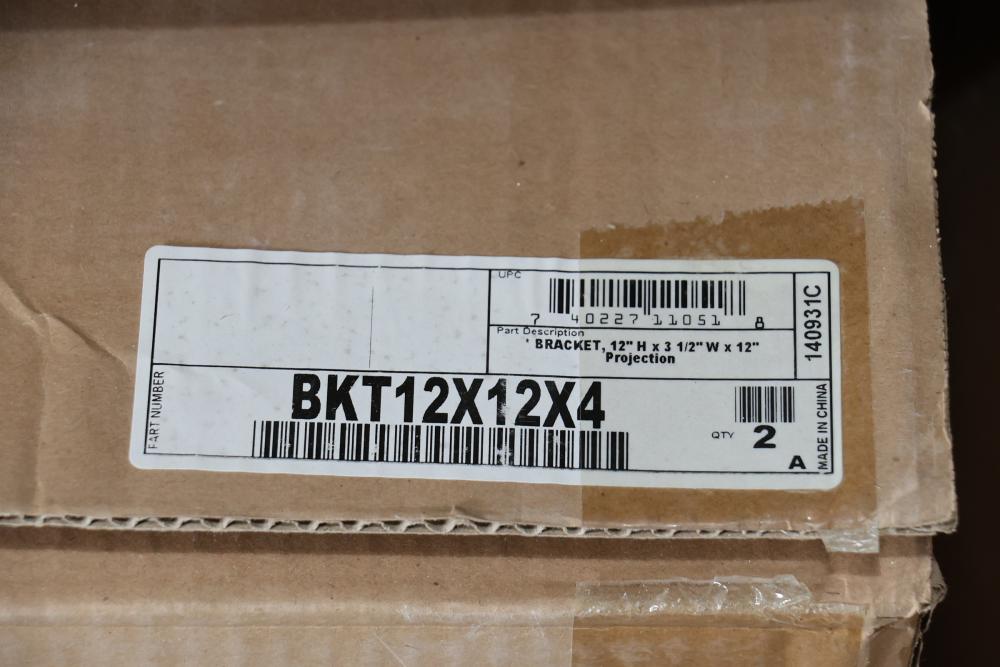 UPC
7 40227 11051 8
Part Description
BRACKET, 12" H x 3 1/2" W x 12"
Projection
140931C
PART NUMBER
BKT12X12X4
QTY 2
A
MADE IN CHINA